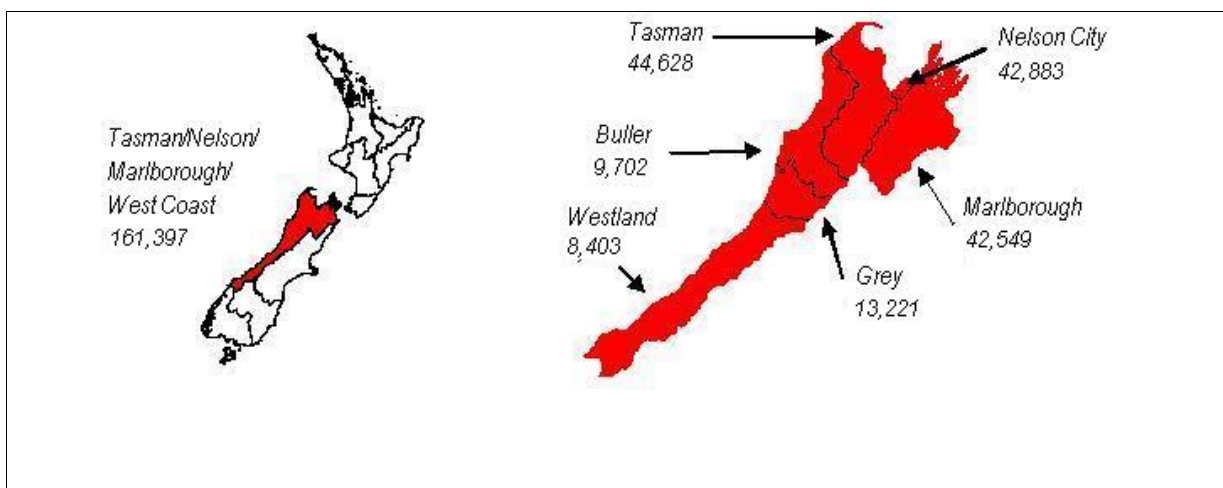 Tasman/Nelson/
Marlborough/
West Coast
161,397
Tasman
44,628
Nelson City
42,883
Buller
9,702
Westland
8,403
Marlborough
42,549
Grey
13,221